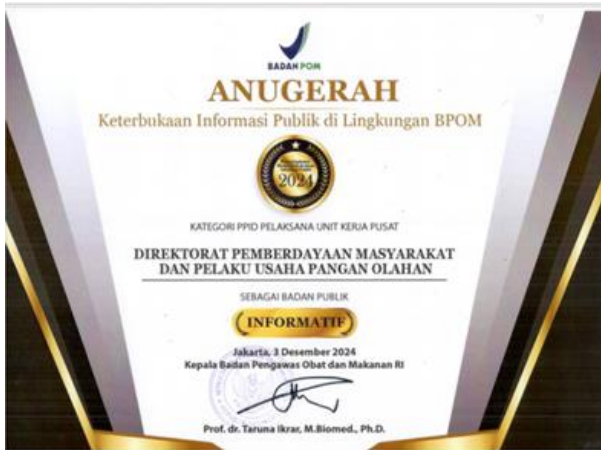 BADAN POM
ANUGERAH
Keterbukaan Informasi Publik di Lingkungan BPOM
2024
KATEGORI PPID PELAKSANA UNIT KERJA PUSAT
DIREKTORAT PEMBERDAYAAN MASYARAKAT
DAN PELAKU USAHA PANGAN OLAHAN
SEBAGAI BADAN PUBLIK
INFORMATIF
Jakarta, 3 Desember 2024
Kepala Badan Pengawas Obat dan Makanan RI
Prof. dr. Taruna Ikrar, M.Biomed., Ph.D.